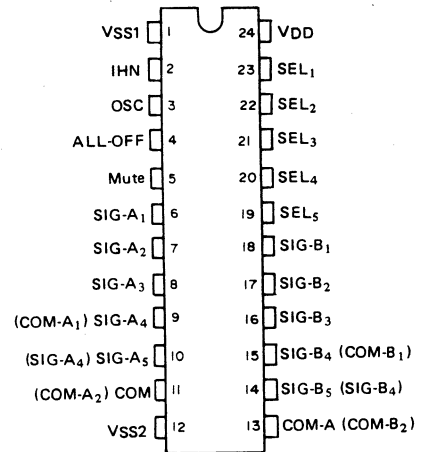 VSS1 1 24 VDD
IHN 2 23 SEL₁
OSC 3 22 SEL₂
ALL-OFF 4 21 SEL₃
Mute 5 20 SEL₄
SIG-A₁ 6 19 SEL₅
SIG-A₂ 7 18 SIG-B₁
SIG-A₃ 8 17 SIG-B₂
(COM-A₁) SIG-A₄ 9 16 SIG-B₃
(SIG-A₄) SIG-A₅ 10 15 SIG-B₄ (COM-B₁)
(COM-A₂) COM 11 14 SIG-B₅ (SIG-B₄)
VSS2 12 13 COM-A (COM-B₂)